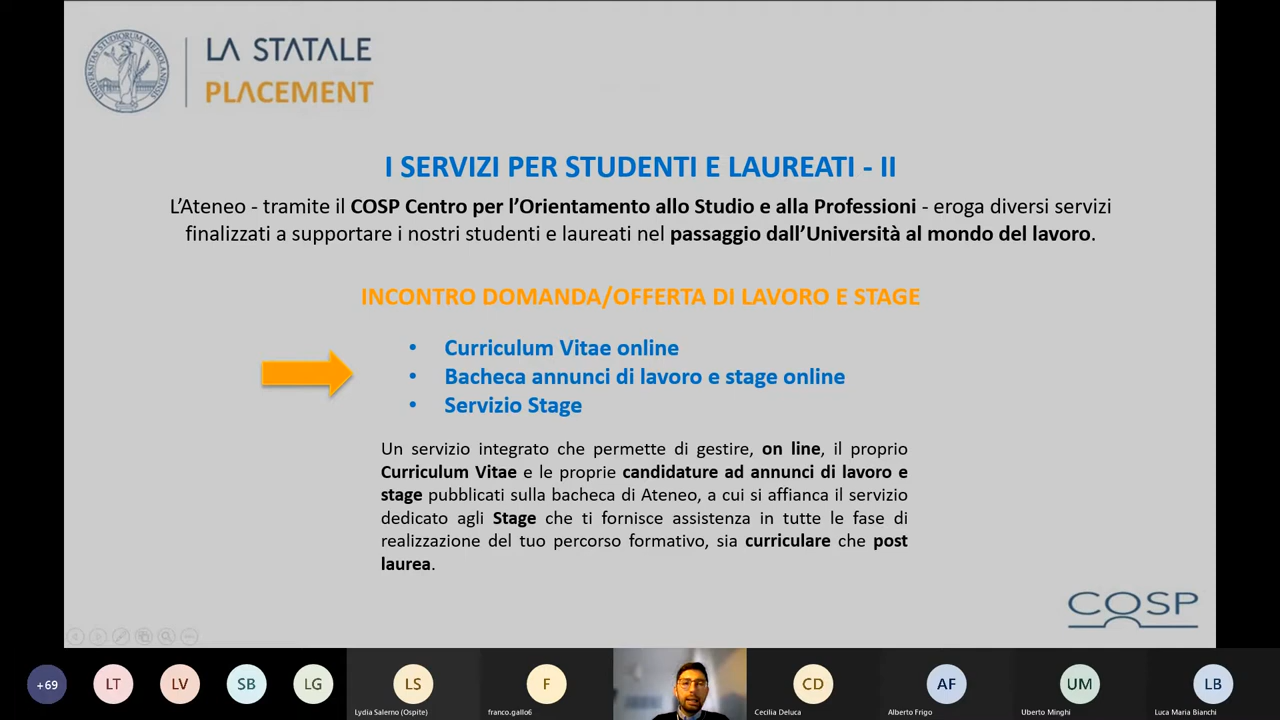 UNIVERSITAS STUDIORUM MEDIOLANENSIS
LA STATALE
PLACEMENT
I SERVIZI PER STUDENTI E LAUREATI - II
L’Ateneo - tramite il COSP Centro per l’Orientamento allo Studio e alla Professioni - eroga diversi servizi
finalizzati a supportare i nostri studenti e laureati nel passaggio dall’Università al mondo del lavoro.
INCONTRO DOMANDA/OFFERTA DI LAVORO E STAGE
• Curriculum Vitae online
• Bacheca annunci di lavoro e stage online
• Servizio Stage
Un servizio integrato che permette di gestire, on line, il proprio
Curriculum Vitae e le proprie candidature ad annunci di lavoro e
stage pubblicati sulla bacheca di Ateneo, a cui si affianca il servizio
dedicato agli Stage che ti fornisce assistenza in tutte le fase di
realizzazione del tuo percorso formativo, sia curriculare che post
laurea.
COSP
+69
LT
LV
SB
LG
LS
Lydia Salerno (Ospite)
F
franco.gallo6
CD
Cecilia Deluca
AF
Alberto Frigo
UM
Uberto Minghi
LB
Luca Maria Bianchi